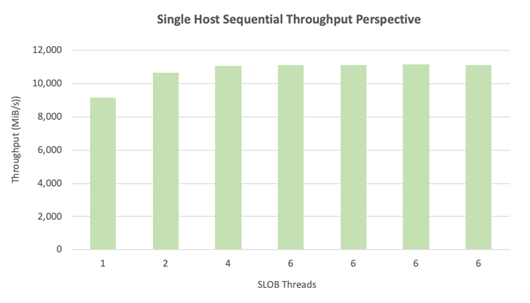 Single Host Sequential Throughput Perspective
12,000
10,000
8,000
6,000
4,000
2,000
0
Throughput (MiB/s))
1 2 4 6 6 6 6
SLOB Threads